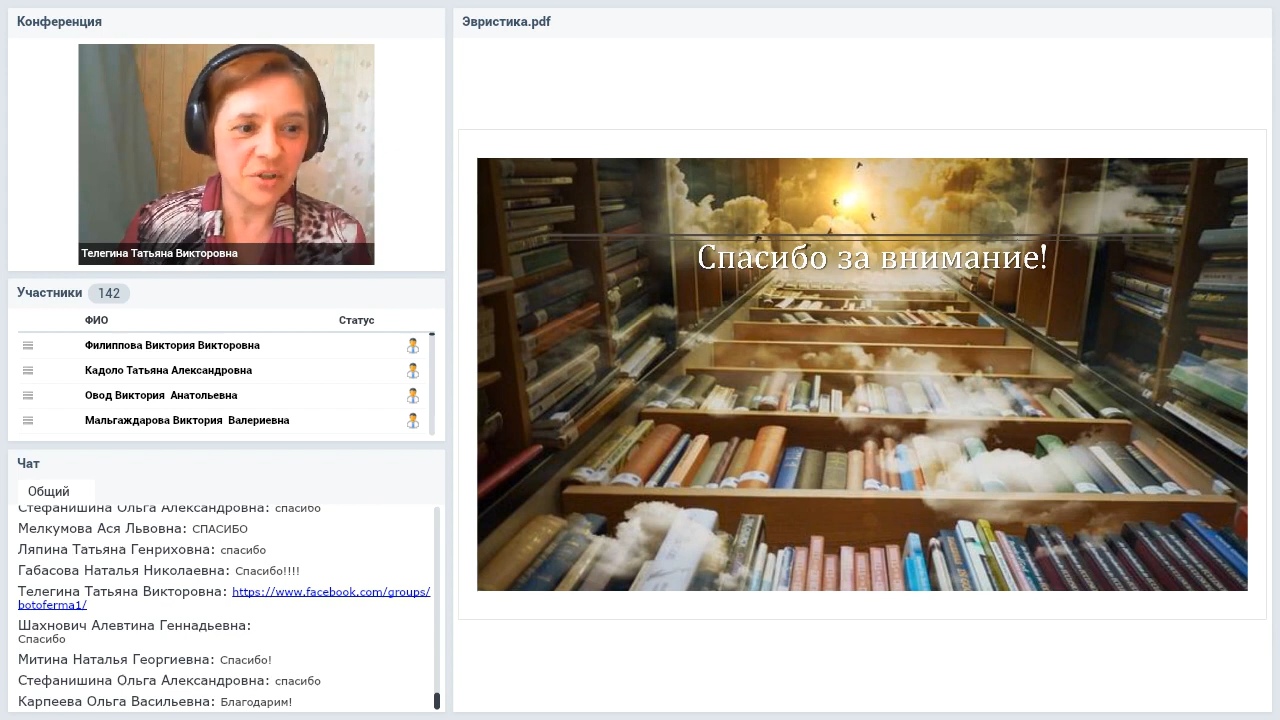 Конференция
Телегина Татьяна Викторовна
Участники 142
ФИО Статус
Филиппова Виктория Викторовна
Кадоло Татьяна Александровна
Овод Виктория  Анатольевна
Мальгаждарова Виктория  Валериевна
Чат
Общий
Стефанишина Ольга Александровна: спасибо
Мелкумова Ася Львовна: СПАСИБО
Ляпина Татьяна Генриховна: спасибо
Габасова Наталья Николаевна: Спасибо!!!!
Телегина Татьяна Викторовна: https://www.facebook.com/groups/
botoferma1/
Шахнович Алевтина Геннадьевна:
Спасибо
Митина Наталья Георгиевна: Спасибо!
Стефанишина Ольга Александровна: спасибо
Карпеева Ольга Васильевна: Благодарим!
Эвристика.pdf
Спасибо за внимание!